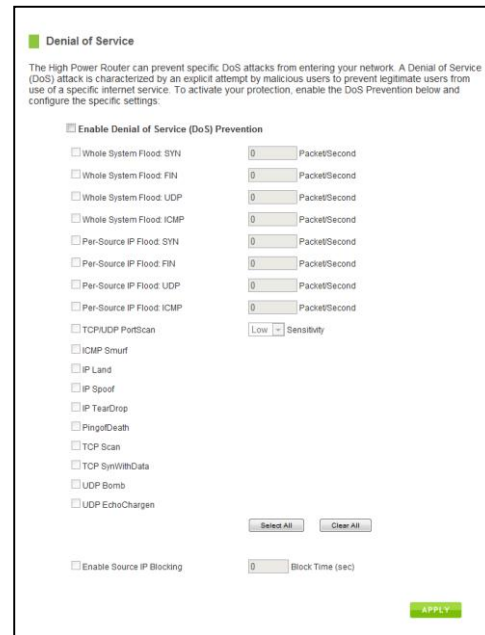 Denial of Service
The High Power Router can prevent specific DoS attacks from entering your network. A Denial of Service
(DoS) attack is characterized by an explicit attempt by malicious users to prevent legitimate users from
use of a specific internet service. To activate your protection, enable the DoS Prevention below and
configure the specific settings:
Enable Denial of Service (DoS) Prevention
Whole System Flood: SYN 0 Packet/Second
Whole System Flood: FIN 0 Packet/Second
Whole System Flood: UDP 0 Packet/Second
Whole System Flood: ICMP 0 Packet/Second
Per-Source IP Flood: SYN 0 Packet/Second
Per-Source IP Flood: FIN 0 Packet/Second
Per-Source IP Flood: UDP 0 Packet/Second
Per-Source IP Flood: ICMP 0 Packet/Second
TCP/UDP PortScan Low Sensitivity
ICMP Smurf
IP Land
IP Spoof
IP TearDrop
PingofDeath
TCP Scan
TCP SynWithData
UDP Bomb
UDP EchoChargen
Select All Clear All
Enable Source IP Blocking 0 Block Time (sec)
APPLY